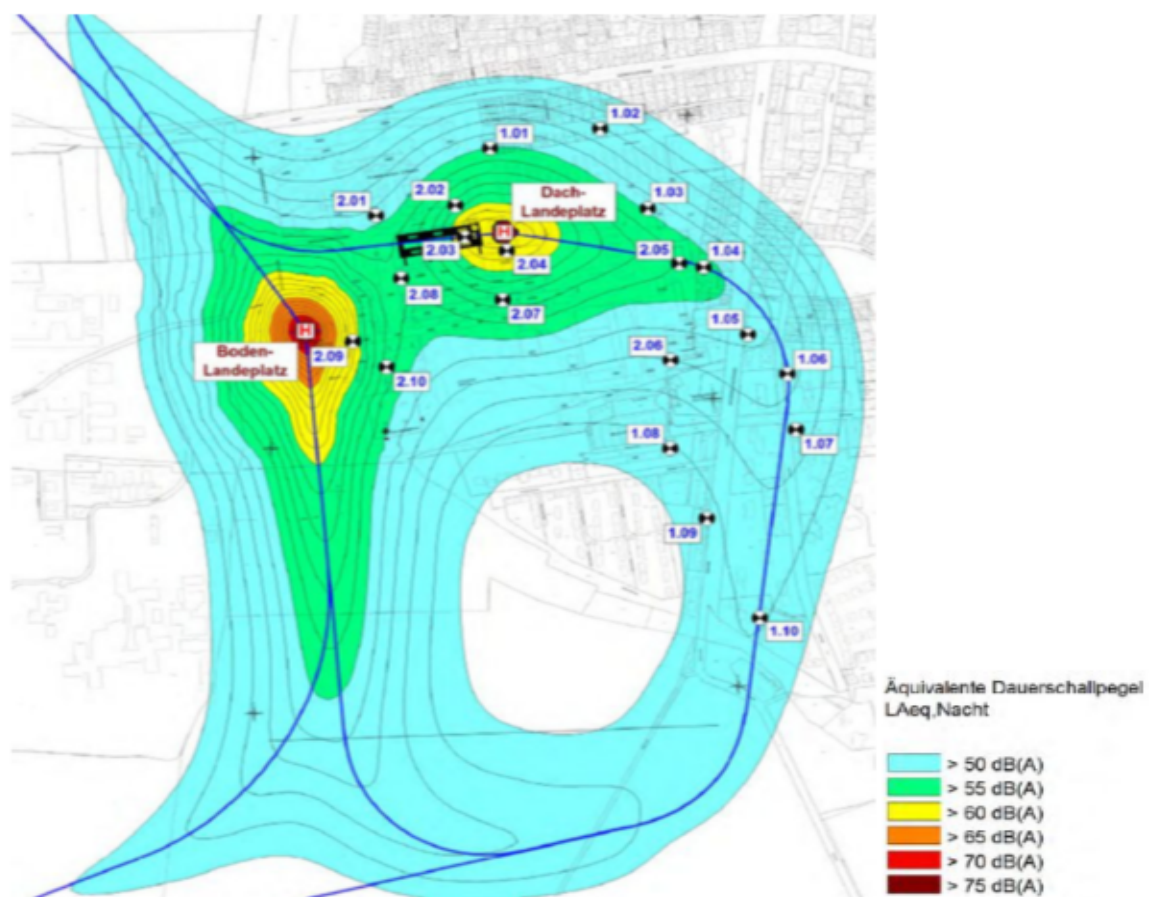 1.02
1.01
Dach-
Landeplatz
2.02
1.03
2.01
H
2.03
2.04
2.05
1.04
2.08
2.07
1.05
H
2.09
Boden-
Landeplatz
2.06
2.10
1.06
1.08
1.07
1.09
1.10
Äquivalente Dauerschallpegel
LAeq,Nacht
> 50 dB(A)
> 55 dB(A)
> 60 dB(A)
> 65 dB(A)
> 70 dB(A)
> 75 dB(A)